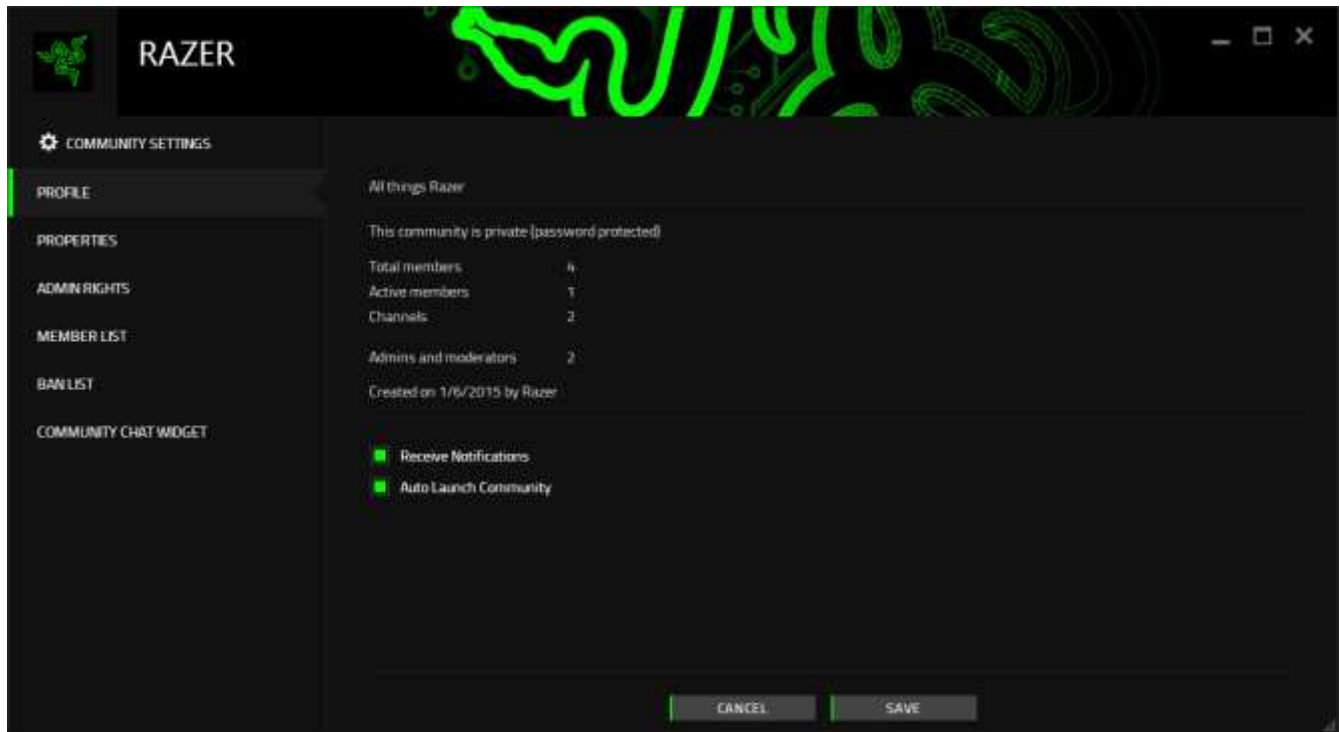 RAZER
COMMUNITY SETTINGS
PROFILE
PROPERTIES
ADMIN RIGHTS
MEMBER LIST
BAN LIST
COMMUNITY CHAT WIDGET
All things Razer
This community is private (password protected)
Total members 4
Active members 1
Channels 2
Admins and moderators 2
Created on 1/6/2015 by Razer
Receive Notifications
Auto Launch Community
CANCEL SAVE